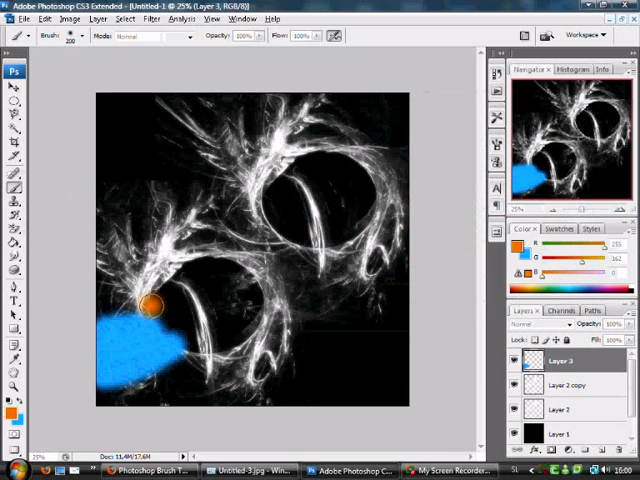 Adobe Photoshop CS3 Extended - [Untitled-1 @ 25% (Layer 3, RGB/8)]
File Edit Image Layer Select Filter Analysis View Window Help
Brush: 200 Mode: Normal Opacity: 100% Flow: 100% Workspace
Ps
Navigator Histogram Info
25%
Color Swatches Styles
R 255
G 162
B 0
Layers Channels Paths
Normal Opacity: 100%
Lock: Fill: 100%
Layer 3
Layer 2 copy
Layer 2
Layer 1
25% Docs 11.4M/17.6M
Photoshop Brush T... Untitled-3.jpg - Win... Adobe Photoshop C... My Screen Recorder... SL 16:00